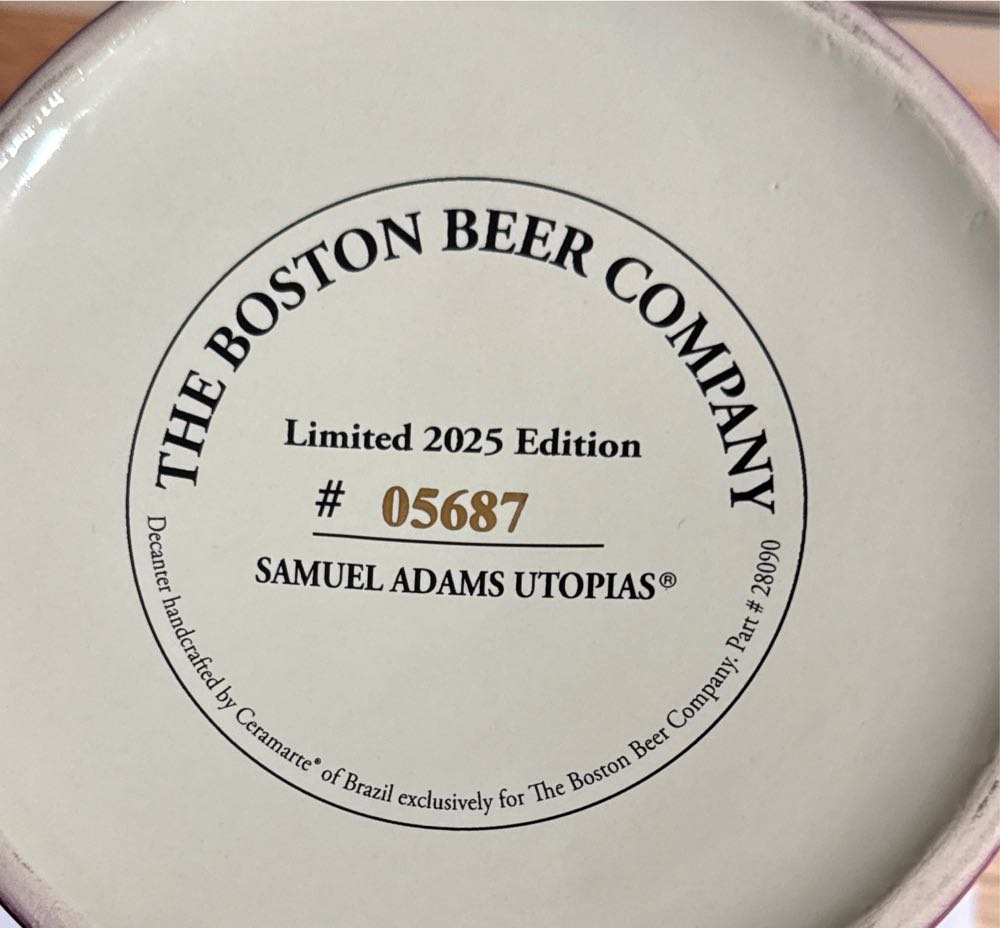 THE BOSTON BEER COMPANY
Limited 2025 Edition
# 05687
SAMUEL ADAMS UTOPIAS®
Decanter handcrafted by Ceramarte® of Brazil exclusively for The Boston Beer Company. Part # 28090